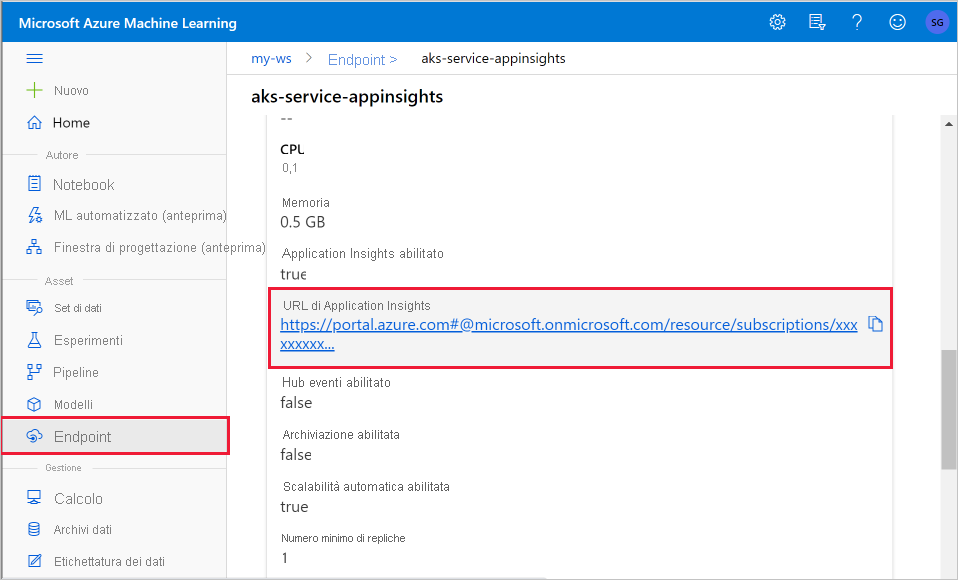 Microsoft Azure Machine Learning
SG
my-ws
Endpoint >
aks-service-appinsights
aks-service-appinsights
Nuovo
Home
Autore
Notebook
ML automatizzato (anteprima)
Finestra di progettazione (anteprima)
Asset
Set di dati
Esperimenti
Pipeline
Modelli
Endpoint
Gestione
Calcolo
Archivi dati
Etichettatura dei dati
--
CPU
0,1
Memoria
0.5 GB
Application Insights abilitato
true
URL di Application Insights
https://portal.azure.com#@microsoft.onmicrosoft.com/resource/subscriptions/xxx
xxxxxxxx...
Hub eventi abilitato
false
Archiviazione abilitata
false
Scalabilità automatica abilitata
true
Numero minimo di repliche
1